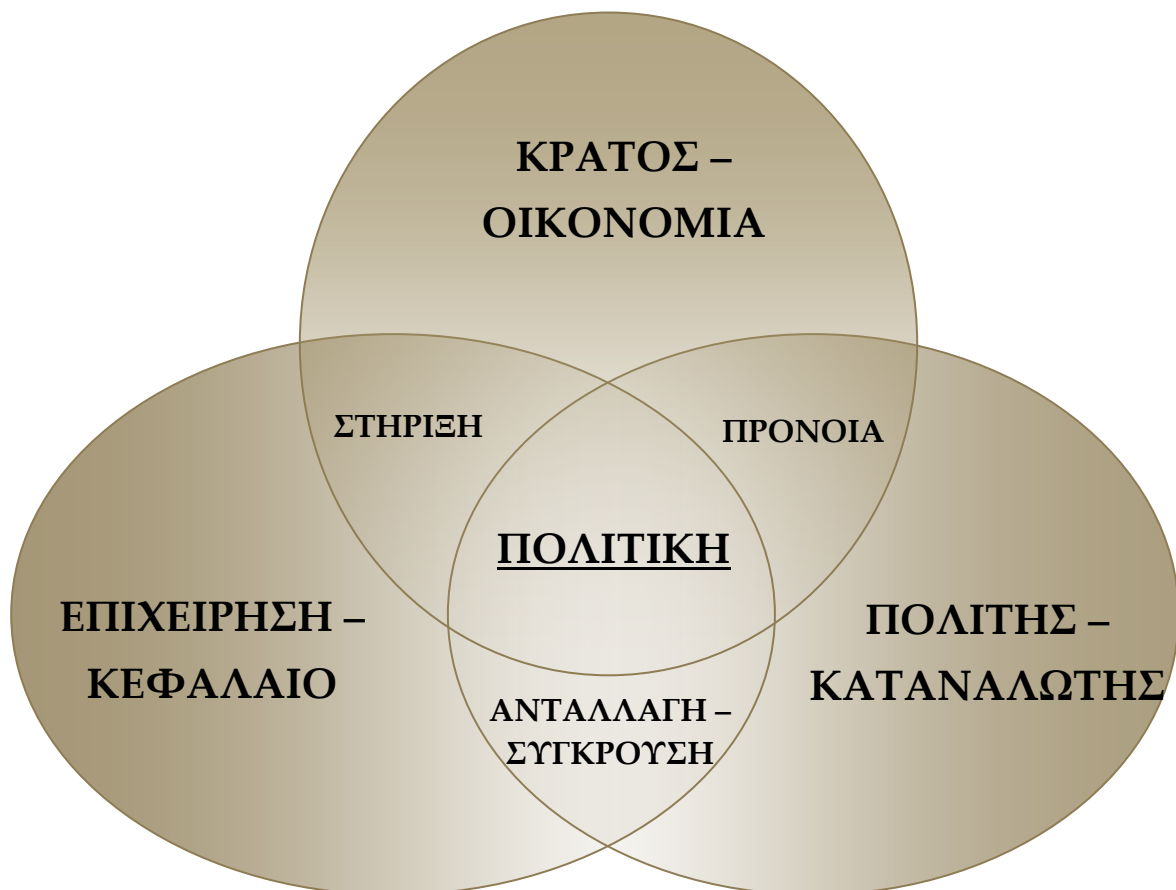 ΚΡΑΤΟΣ –
ΟΙΚΟΝΟΜΙΑ
ΣΤΗΡΙΞΗ
ΠΡΟΝΟΙΑ
ΠΟΛΙΤΙΚΗ
ΕΠΙΧΕΙΡΗΣΗ –
ΚΕΦΑΛΑΙΟ
ΠΟΛΙΤΗΣ –
ΚΑΤΑΝΑΛΩΤΗΣ
ΑΝΤΑΛΛΑΓΗ –
ΣΥΓΚΡΟΥΣΗ